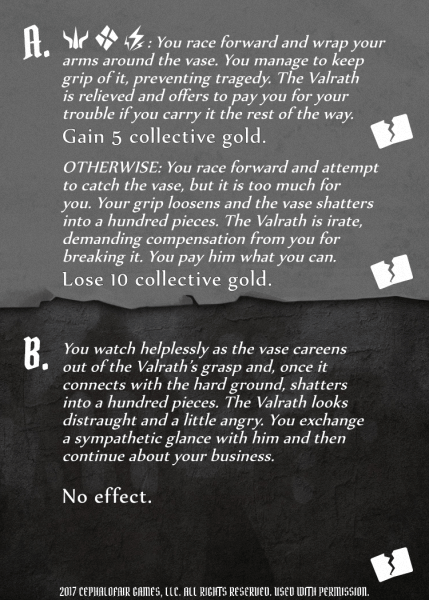 A. : You race forward and wrap your
arms around the vase. You manage to keep
grip of it, preventing tragedy. The Valrath
is relieved and offers to pay you for your
trouble if you carry it the rest of the way.
Gain 5 collective gold.
OTHERWISE: You race forward and attempt
to catch the vase, but it is too much for
you. Your grip loosens and the vase shatters
into a hundred pieces. The Valrath is irate,
demanding compensation from you for
breaking it. You pay him what you can.
Lose 10 collective gold.
B. You watch helplessly as the vase careens
out of the Valrath's grasp and, once it
connects with the hard ground, shatters
into a hundred pieces. The Valrath looks
distraught and a little angry. You exchange
a sympathetic glance with him and then
continue about your business.
No effect.
2017 CEPHALOFAIR GAMES, LLC. ALL RIGHTS RESERVED. USED WITH PERMISSION.